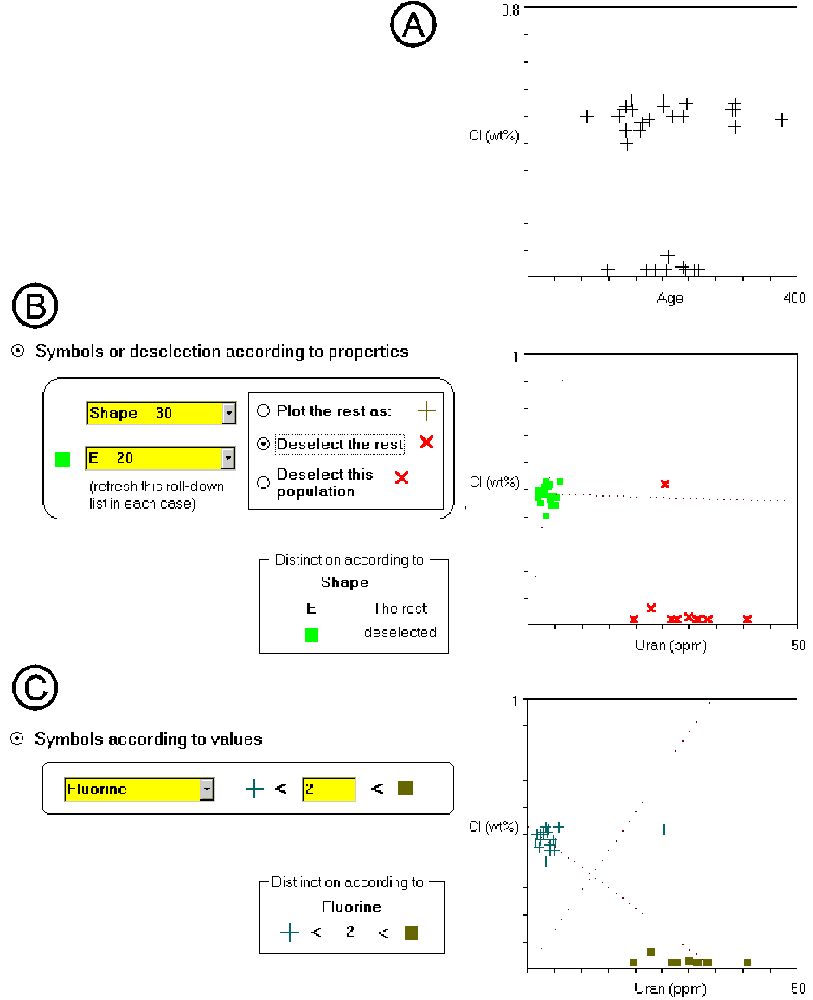 A
0.8
Cl (wt%)
Age
400
B
Symbols or deselection according to properties
Shape 30
Plot the rest as:
Deselect the rest
E 20
Deselect this
population
(refresh this roll-down
list in each case)
Distinction according to
Shape
E The rest:
deselected
1
Cl (wt%)
Uran (ppm)
50
C
Symbols according to values
Fluorine < 2 <
Distinction according to
Fluorine
< 2 <
1
Cl (wt%)
Uran (ppm)
50